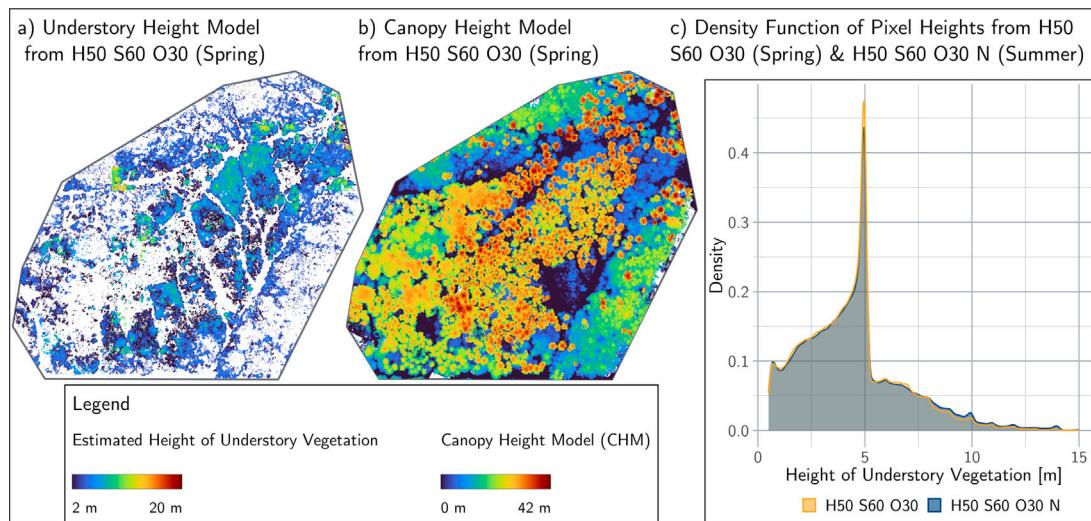 a) Understory Height Model
from H50 S60 O30 (Spring)
b) Canopy Height Model
from H50 S60 O30 (Spring)
c) Density Function of Pixel Heights from H50
S60 O30 (Spring) & H50 S60 O30 N (Summer)
Legend
Estimated Height of Understory Vegetation
2 m 20 m
Canopy Height Model (CHM)
0 m 42 m
Density
0.4
0.3
0.2
0.1
0.0
0 5 10 15
Height of Understory Vegetation [m]
H50 S60 O30 H50 S60 O30 N